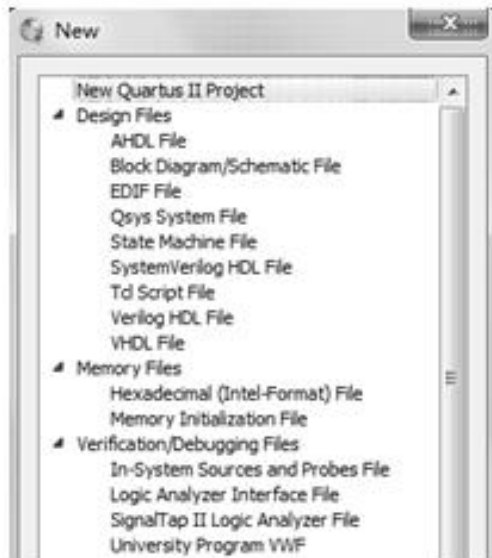 New
New Quartus II Project
Design Files
AHDL File
Block Diagram/Schematic File
EDIF File
Qsys System File
State Machine File
SystemVerilog HDL File
Tcl Script File
Verilog HDL File
VHDL File
Memory Files
Hexadecimal (Intel-Format) File
Memory Initialization File
Verification/Debugging Files
In-System Sources and Probes File
Logic Analyzer Interface File
SignalTap II Logic Analyzer File
University Program VWF